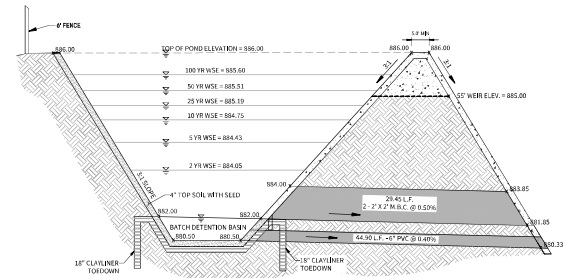 6' FENCE
5.0' MIN
886.00
TOP OF POND ELEVATION = 886.00
886.00
886.00
3:1
3:1
100 YR WSE = 885.60
50 YR WSE = 885.51
55' WEIR ELEV. = 885.00
25 YR WSE = 885.19
10 YR WSE = 884.75
5 YR WSE = 884.43
2 YR WSE = 884.05
3:1 SLOPE
884.00
883.85
4" TOP SOIL WITH SEED
29.45 L.F.
2 - 2' X 2' M.B.C. @ 0.50%
882.00
882.00
BATCH DETENTION BASIN
881.85
880.50
880.50
44.90 L.F. -6" PVC @ 0.40%
880.33
18" CLAYLINER
TOEDOWN
18" CLAYLINER
TOEDOWN